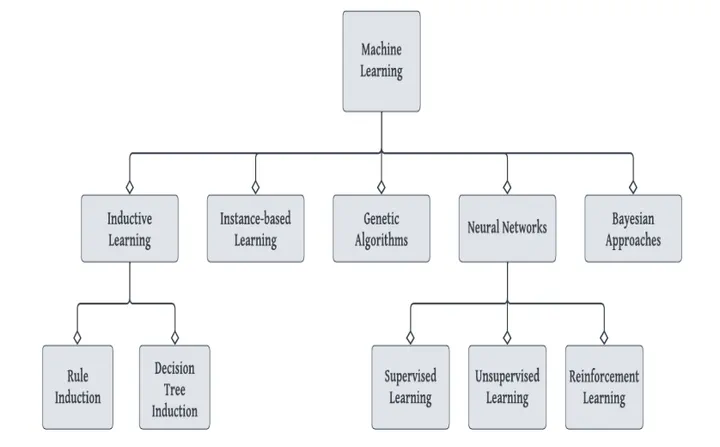 Machine
Learning
Inductive
Learning
Instance-based
Learning
Genetic
Algorithms
Neural Networks
Bayesian
Approaches
Rule
Induction
Decision
Tree
Induction
Supervised
Learning
Unsupervised
Learning
Reinforcement
Learning